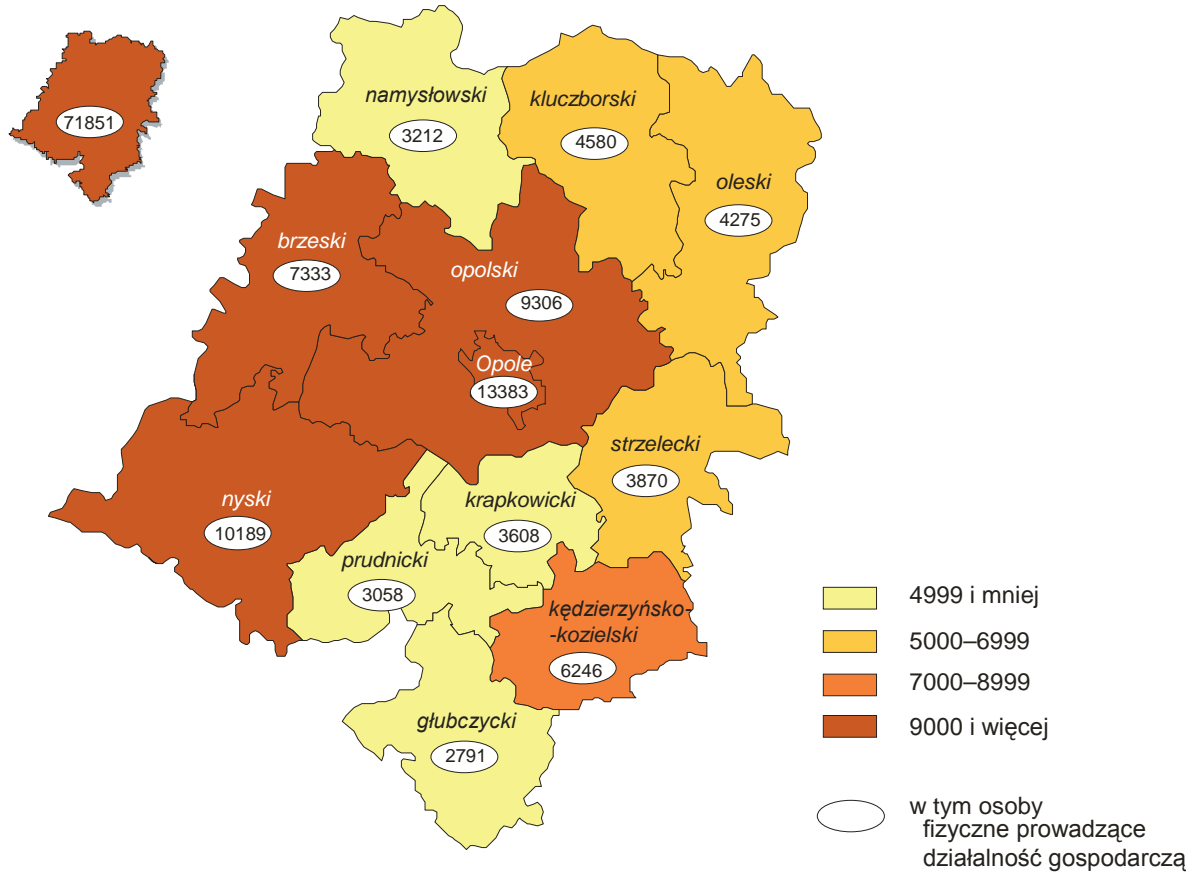 71851
namysłowski
3212
kluczborski
4580
oleski
4275
brzeski
7333
opolski
9306
Opole
13383
strzelecki
3870
nyski
10189
krapkowicki
3608
prudnicki
3058
kędzierzyńsko-
-kozielski
6246
głubczycki
2791
4999 i mniej
5000–6999
7000–8999
9000 i więcej
w tym osoby
fizyczne prowadzące
działalność gospodarczą